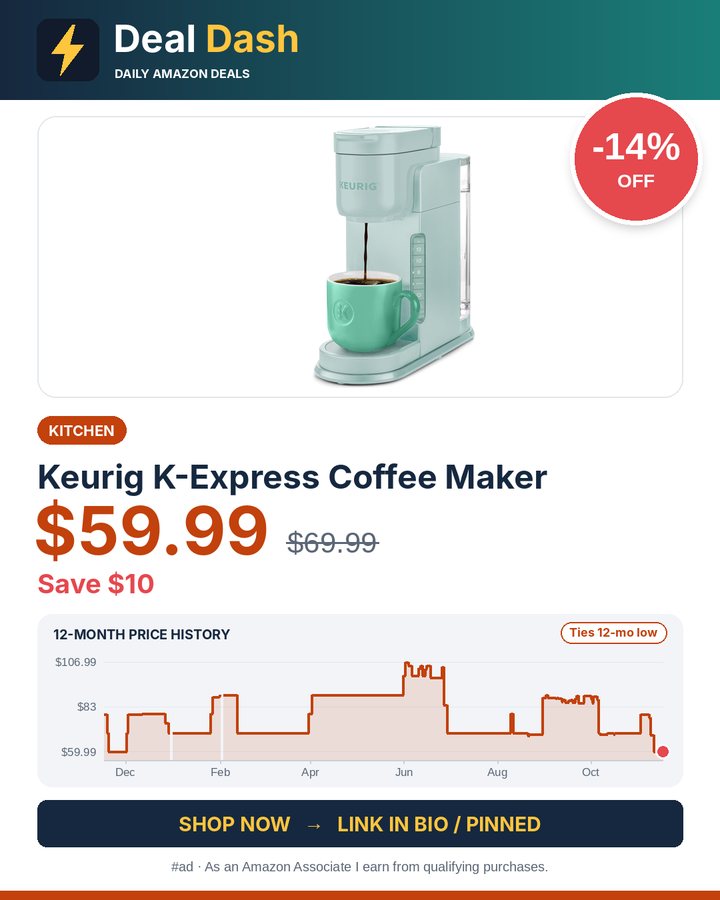 Deal Dash
DAILY AMAZON DEALS
-14%
OFF
KEURIG
KITCHEN
Keurig K-Express Coffee Maker
$59.99 $69.99
Save $10
12-MONTH PRICE HISTORY
Ties 12-mo low
$106.99
$83
$59.99
Dec Feb Apr Jun Aug Oct
SHOP NOW → LINK IN BIO / PINNED
#ad · As an Amazon Associate I earn from qualifying purchases.